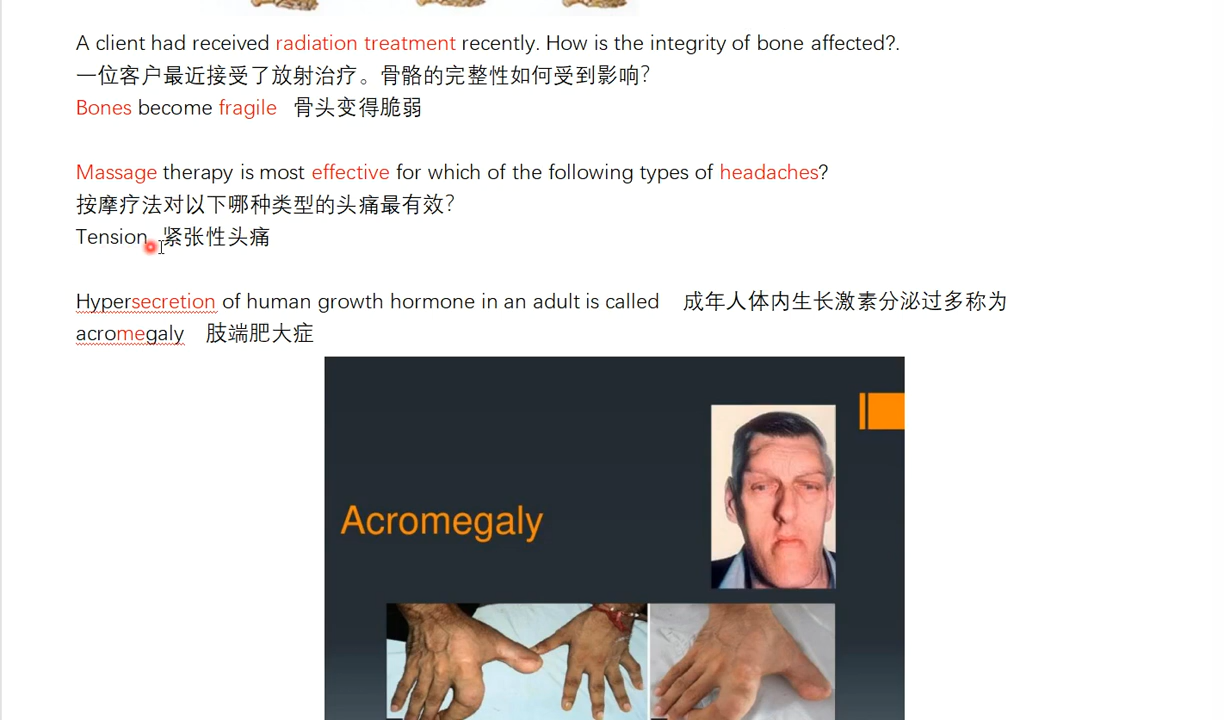 A client had received radiation treatment recently. How is the integrity of bone affected?.
一位客户最近接受了放射治疗。骨骼的完整性如何受到影响？
Bones become fragile 骨头变得脆弱
Massage therapy is most effective for which of the following types of headaches?
按摩疗法对以下哪种类型的头痛最有效？
Tension 紧张性头痛
Hypersecretion of human growth hormone in an adult is called 成年人体内生长激素分泌过多称为
acromegaly 肢端肥大症
Acromegaly